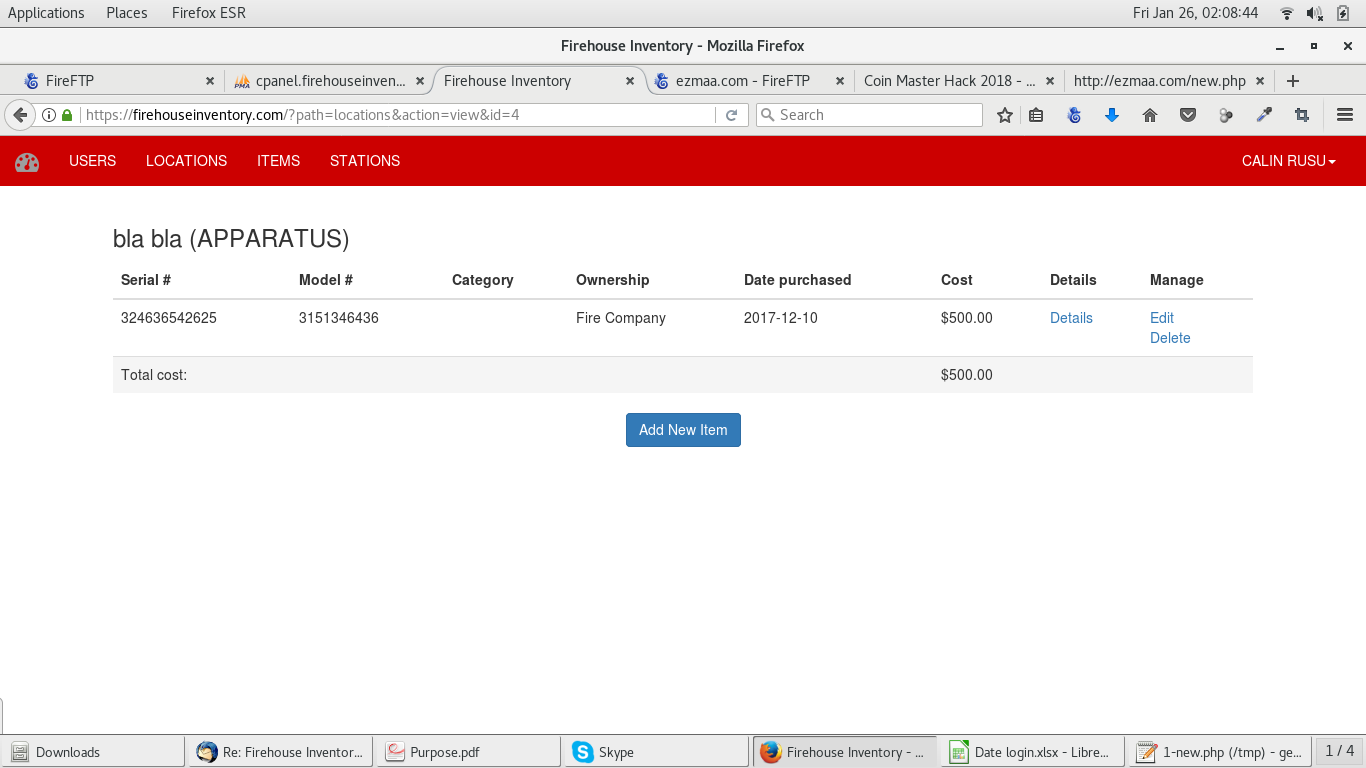 Applications Places Firefox ESR Fri Jan 26, 02:08:44
Firehouse Inventory - Mozilla Firefox
FireFTP cpanel.firehouseinven... Firehouse Inventory ezmaa.com - FireFTP Coin Master Hack 2018 - ... http://ezmaa.com/new.php
https://firehouseinventory.com/?path=locations&action=view&id=4 Search
USERS LOCATIONS ITEMS STATIONS CALIN RUSU
bla bla (APPARATUS)
Serial # Model # Category Ownership Date purchased Cost Details Manage
324636542625 3151346436 Fire Company 2017-12-10 $500.00 Details Edit
Delete
Total cost: $500.00
Add New Item
Downloads Re: Firehouse Inventor... Purpose.pdf Skype Firehouse Inventory - ... Date login.xlsx - Libre... 1-new.php (/tmp) - ge... 1 / 4